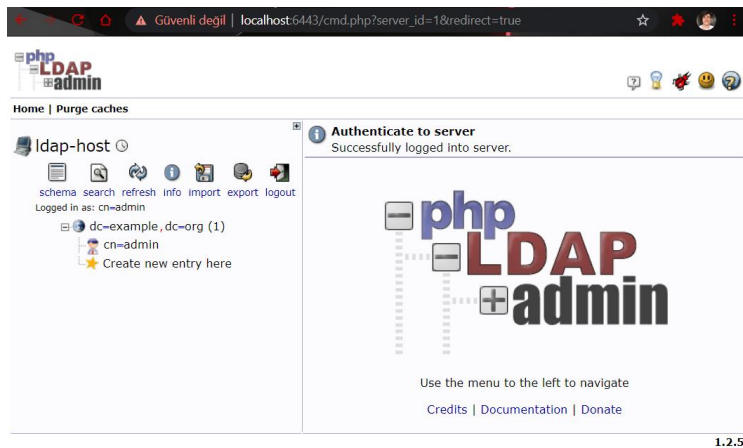 Güvenli değil | localhost:6443/cmd.php?server_id=1&redirect=true
php
LDAP
admin
Home | Purge caches
ldap-host
schema search refresh info import export logout
Logged in as: cn=admin
dc=example,dc=org (1)
cn=admin
Create new entry here
Authenticate to server
Successfully logged into server.
php
LDAP
admin
Use the menu to the left to navigate
Credits | Documentation | Donate
1.2.5